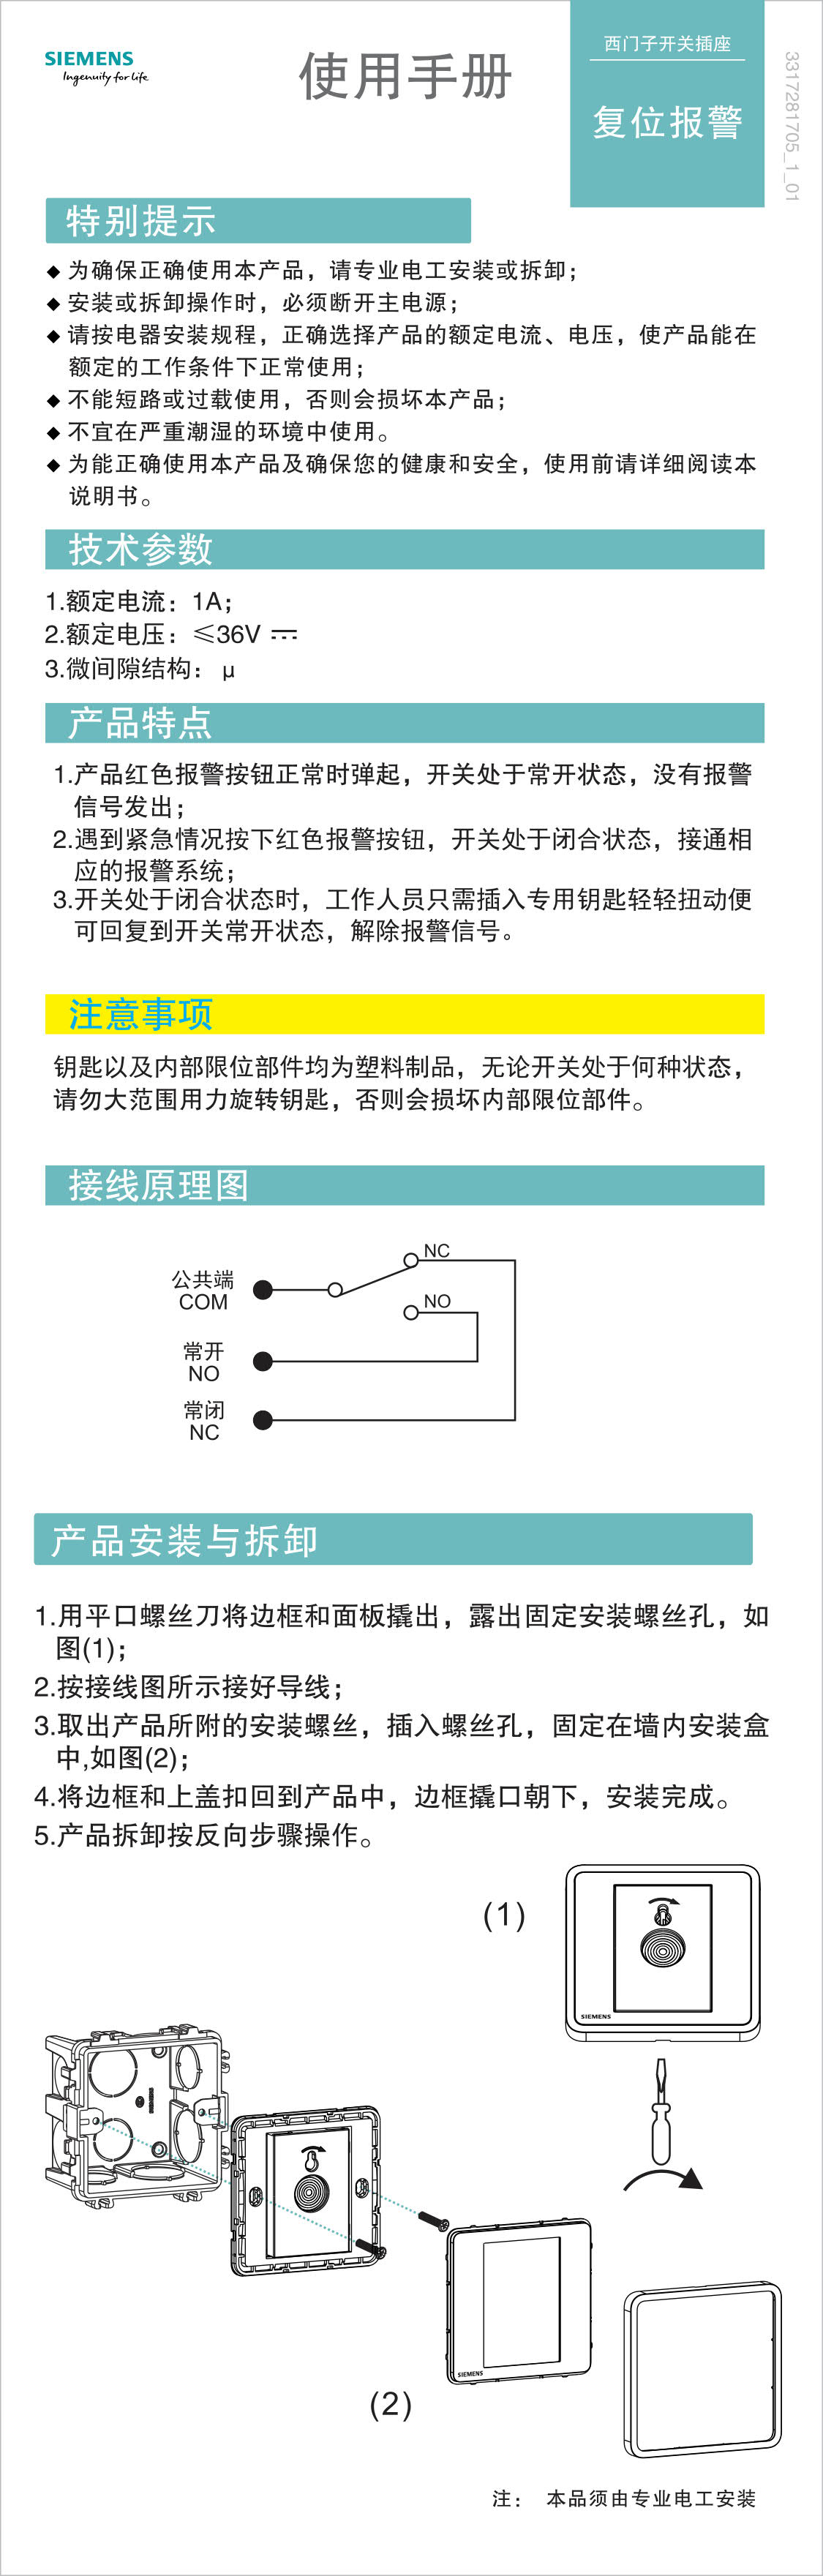 SIEMENS
Ingenuity for life
使用手册
西门子开关插座
复位报警
3317281705_1_01
特别提示
◆ 为确保正确使用本产品，请专业电工安装或拆卸；
◆ 安装或拆卸操作时，必须断开主电源；
◆ 请按电器安装规程，正确选择产品的额定电流、电压，使产品能在
额定的工作条件下正常使用；
◆ 不能短路或过载使用，否则会损坏本产品；
◆ 不宜在严重潮湿的环境中使用。
◆ 为能正确使用本产品及确保您的健康和安全，使用前请详细阅读本
说明书。
技术参数
1.额定电流：1A；
2.额定电压：≤36V ⎓
3.微间隙结构： μ
产品特点
1.产品红色报警按钮正常时弹起，开关处于常开状态，没有报警
信号发出；
2.遇到紧急情况按下红色报警按钮，开关处于闭合状态，接通相
应的报警系统；
3.开关处于闭合状态时，工作人员只需插入专用钥匙轻轻扭动便
可回复到开关常开状态，解除报警信号。
注意事项
钥匙以及内部限位部件均为塑料制品，无论开关处于何种状态，
请勿大范围用力旋转钥匙，否则会损坏内部限位部件。
接线原理图
NC
公共端
COM
NO
常开
NO
常闭
NC
产品安装与拆卸
1.用平口螺丝刀将边框和面板撬出，露出固定安装螺丝孔，如
图(1)；
2.按接线图所示接好导线；
3.取出产品所附的安装螺丝，插入螺丝孔，固定在墙内安装盒
中,如图(2)；
4.将边框和上盖扣回到产品中，边框撬口朝下，安装完成。
5.产品拆卸按反向步骤操作。
(1)
SIEMENS
SIEMENS
(2)
注： 本品须由专业电工安装